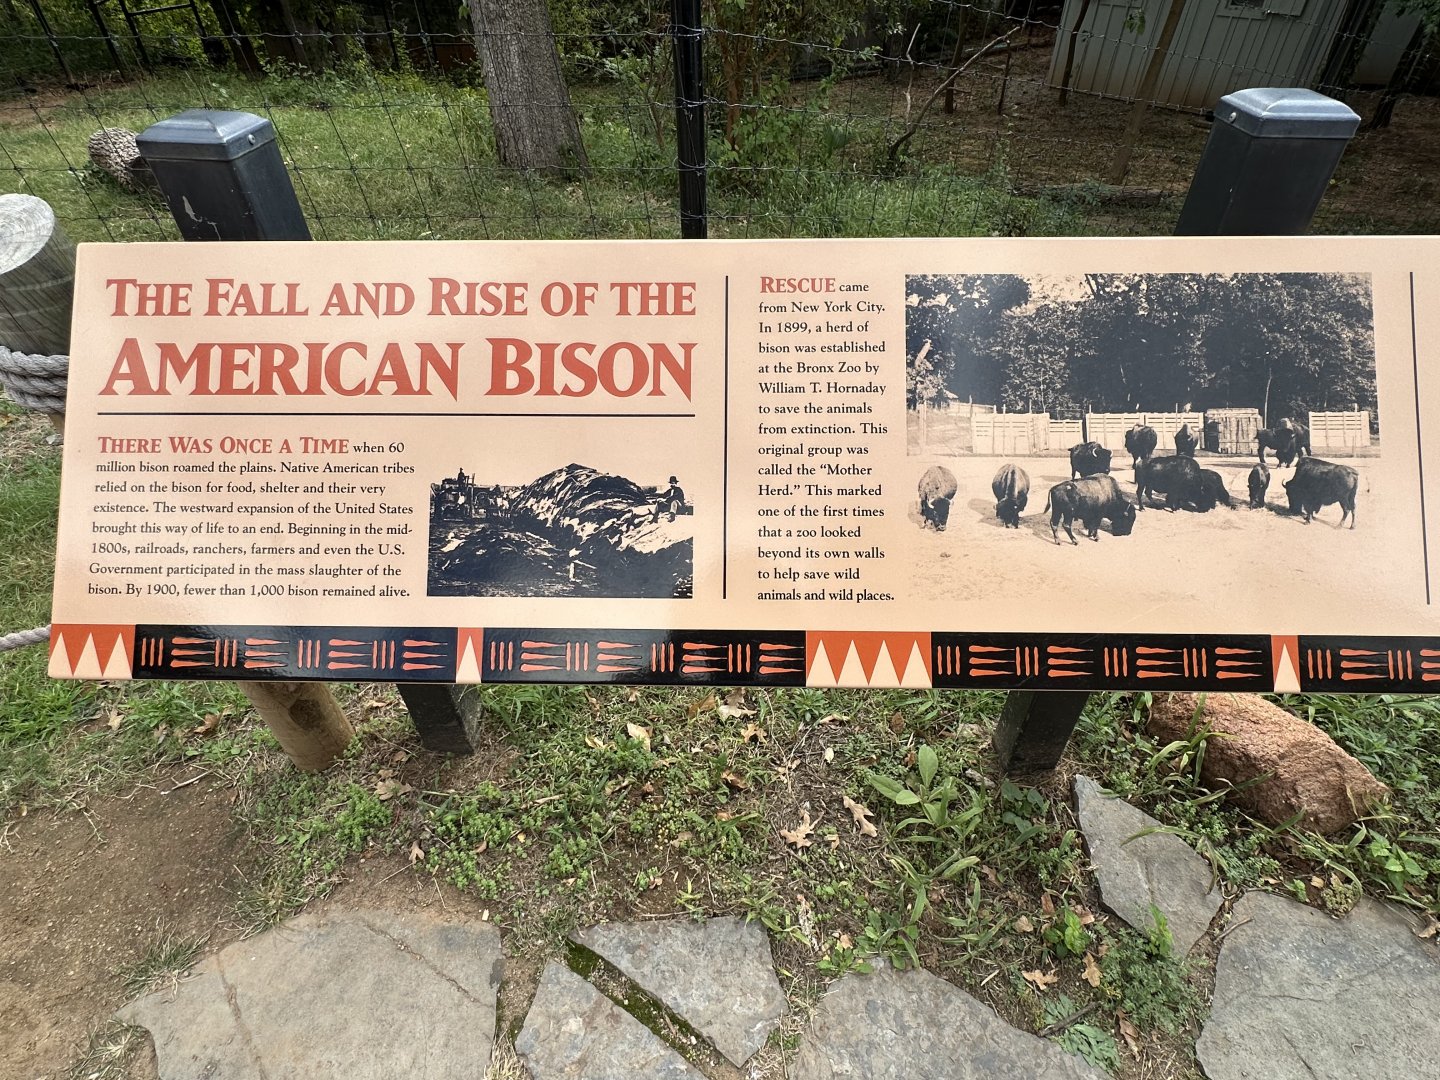 THE FALL AND RISE OF THE
AMERICAN BISON
THERE WAS ONCE A TIME when 60
million bison roamed the plains. Native American tribes
relied on the bison for food, shelter and their very
existence. The westward expansion of the United States
brought this way of life to an end. Beginning in the mid-
1800s, railroads, ranchers, farmers and even the U.S.
Government participated in the mass slaughter of the
bison. By 1900, fewer than 1,000 bison remained alive.
RESCUE came
from New York City.
In 1899, a herd of
bison was established
at the Bronx Zoo by
William T. Hornaday
to save the animals
from extinction. This
original group was
called the “Mother
Herd.” This marked
one of the first times
that a zoo looked
beyond its own walls
to help save wild
animals and wild places.